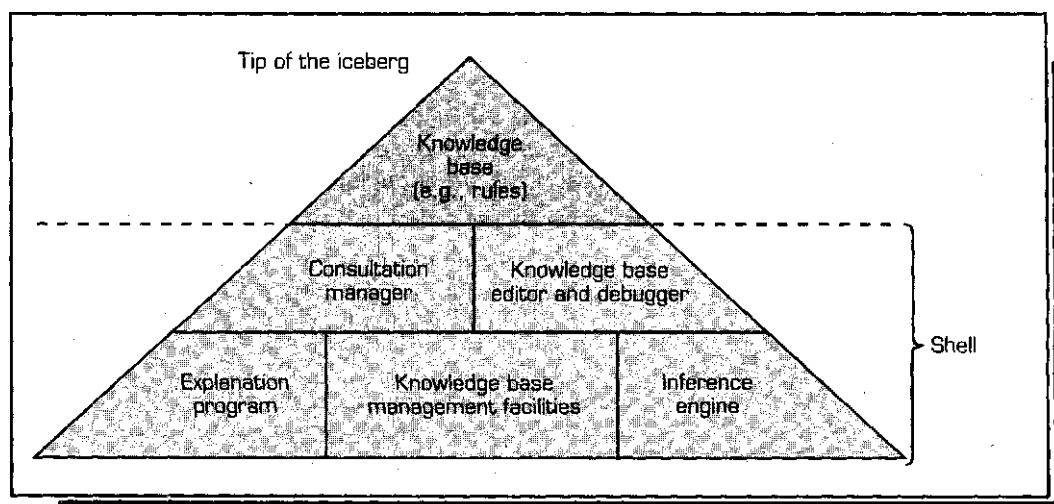 Tip of the iceberg
Knowledge
base
(e.g., rules)
Consultation
manager
Knowledge base
editor and debugger
Shell
Explanation
program
Knowledge base
management facilities
Inference
engine